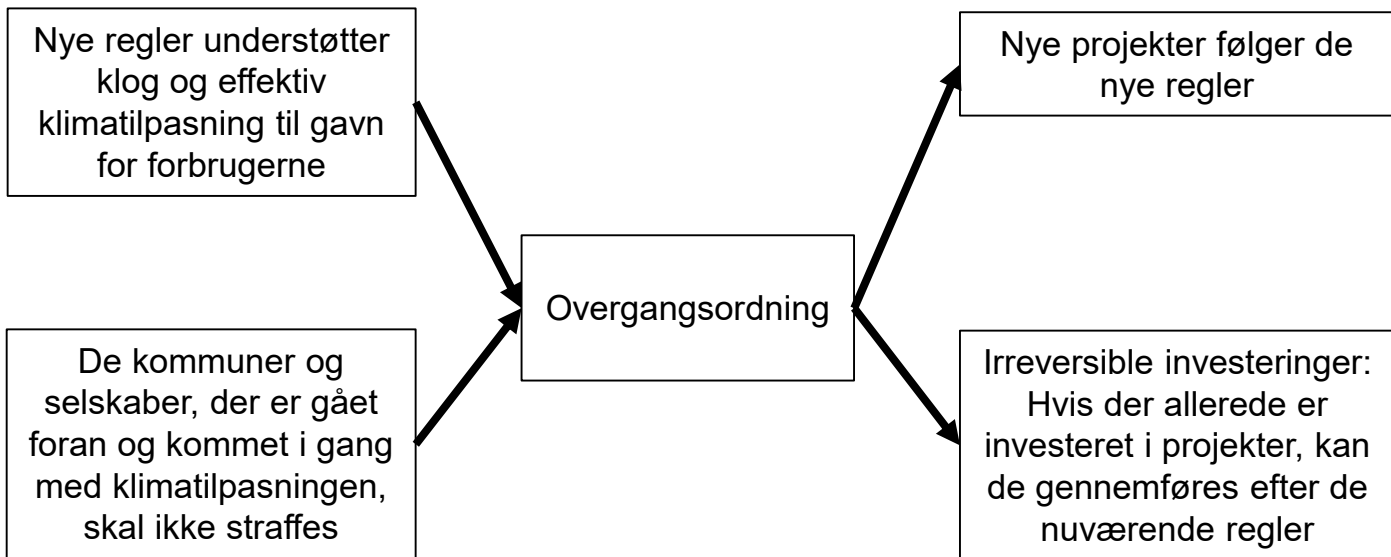 Nye regler understøtter
klog og effektiv
klimatilpasning til gavn
for forbrugerne
De kommuner og
selskaber, der er gået
foran og kommet i gang
med klimatilpasningen,
skal ikke straffes
Overgangsordning
Nye projekter følger de
nye regler
Irreversible investeringer:
Hvis der allerede er
investeret i projekter, kan
de gennemføres efter de
nuværende regler